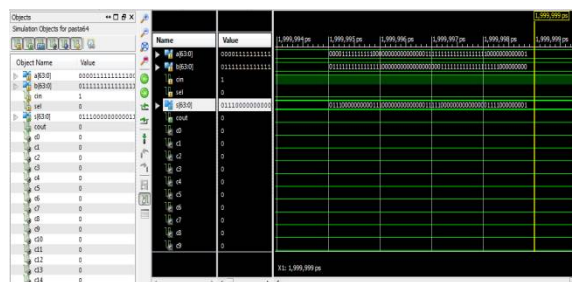 Objects
Simulation Objects for pasta64
Object Name Value
a[63:0] 0000111111111100
b[63:0] 0111111111111111
cin 1
sel 0
s[63:0] 0111000000000011
cout 0
c0 0
c1 0
c2 0
c3 0
c4 0
c5 0
c6 0
c7 0
c8 0
c9 0
c10 0
c11 0
c12 0
c13 0
c14 0
1,999,999 ps
Name Value
1,999,994 ps 1,999,995 ps 1,999,996 ps 1,999,997 ps 1,999,998 ps 1,999,999 ps
a[63:0]
b[63:0]
cin 1
sel 0
s[63:0]
cout 0
c0 0
c1 0
c2 0
c3 0
c4 0
c5 0
c6 0
c7 0
c8 0
c9 0
X1: 1,999,999 ps